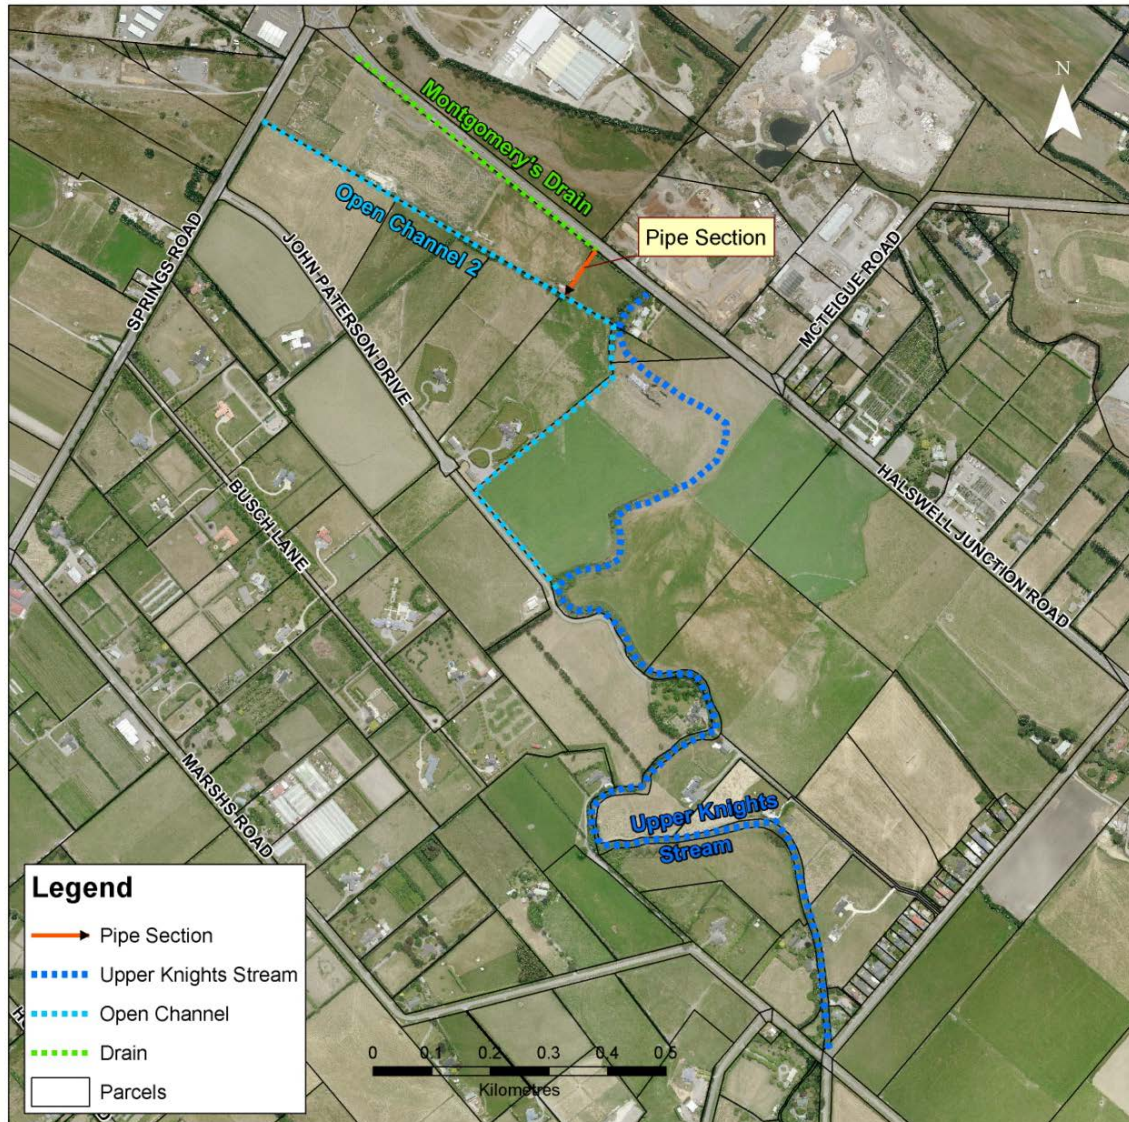 N
Montgomery's Drain
Pipe Section
Open Channel 2
SPRINGS ROAD
JOHN PATERSON DRIVE
MCTEIGUE ROAD
BUSCH LANE
HALSWELL JUNCTION ROAD
MARSHS ROAD
Upper Knights
Stream
Legend
Pipe Section
Upper Knights Stream
Open Channel
Drain
Parcels
0 0.1 0.2 0.3 0.4 0.5
Kilometres